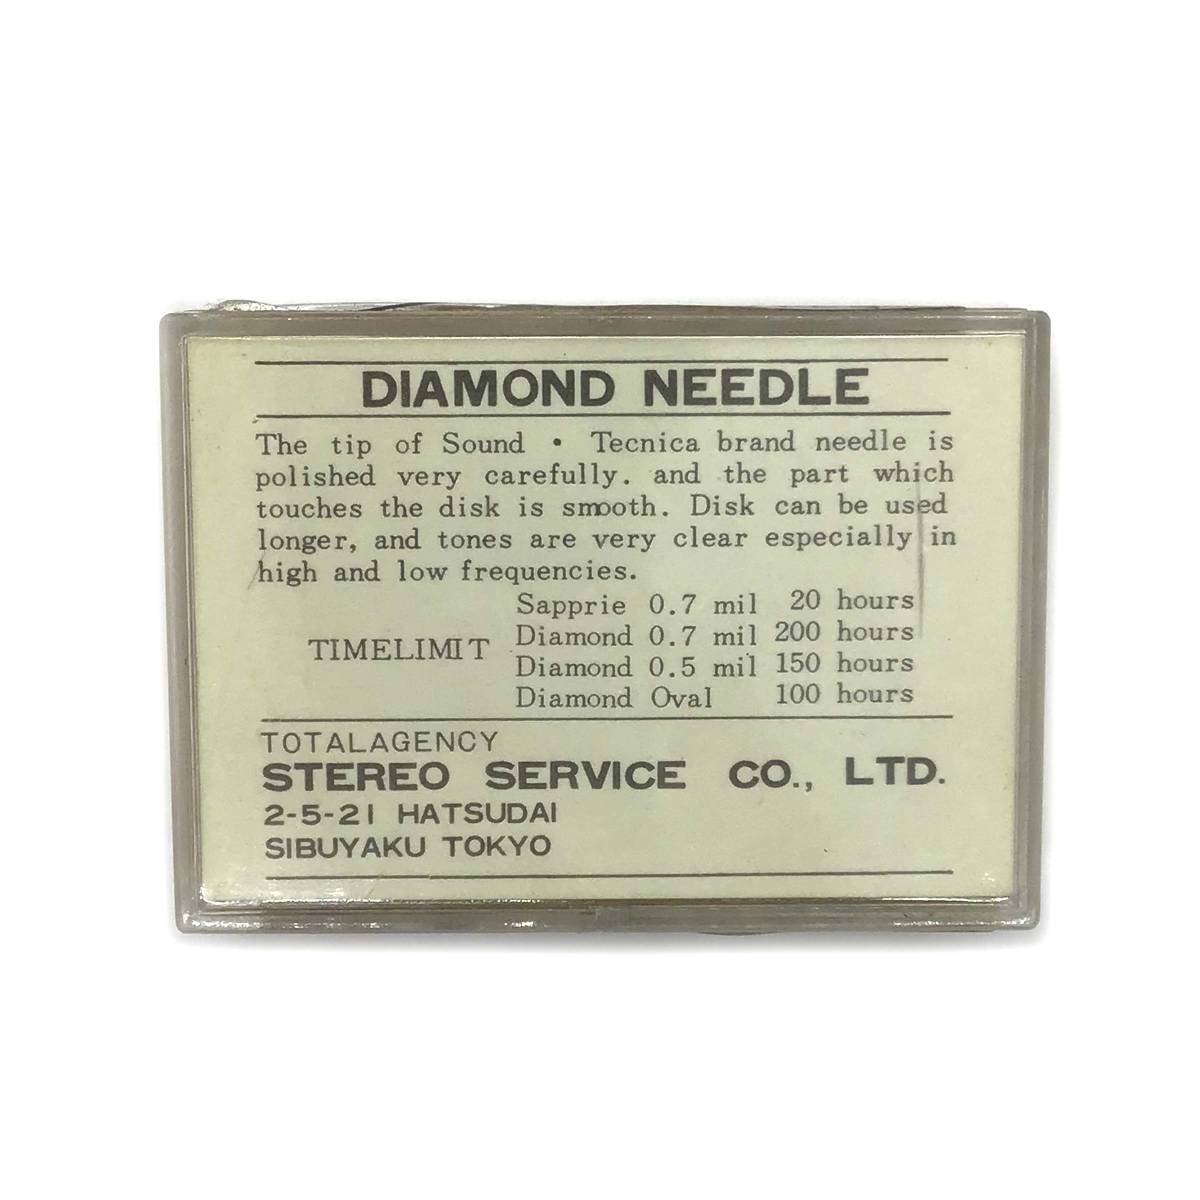 DIAMOND NEEDLE
The tip of Sound • Tecnica brand needle is
polished very carefully. and the part which
touches the disk is smooth. Disk can be used
longer, and tones are very clear especially in
high and low frequencies.
TIMELIMIT
Sapprie 0.7 mil 20 hours
Diamond 0.7 mil 200 hours
Diamond 0.5 mil 150 hours
Diamond Oval 100 hours
TOTALAGENCY
STEREO SERVICE CO., LTD.
2-5-21 HATSUDAI
SIBUYAKU TOKYO